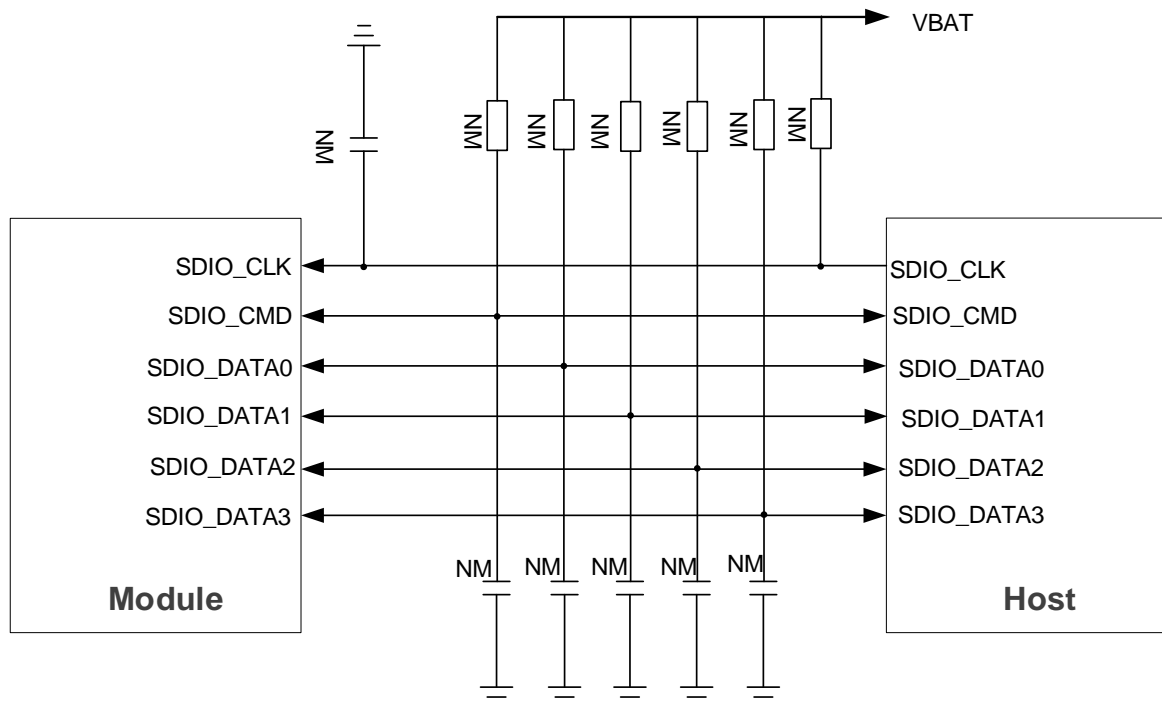 VBAT
NM
NM
NM
NM
NM
NM
NM
SDIO_CLK
SDIO_CLK
SDIO_CMD
SDIO_CMD
SDIO_DATA0
SDIO_DATA0
SDIO_DATA1
SDIO_DATA1
SDIO_DATA2
SDIO_DATA2
SDIO_DATA3
SDIO_DATA3
NM
NM
NM
NM
NM
Module
Host